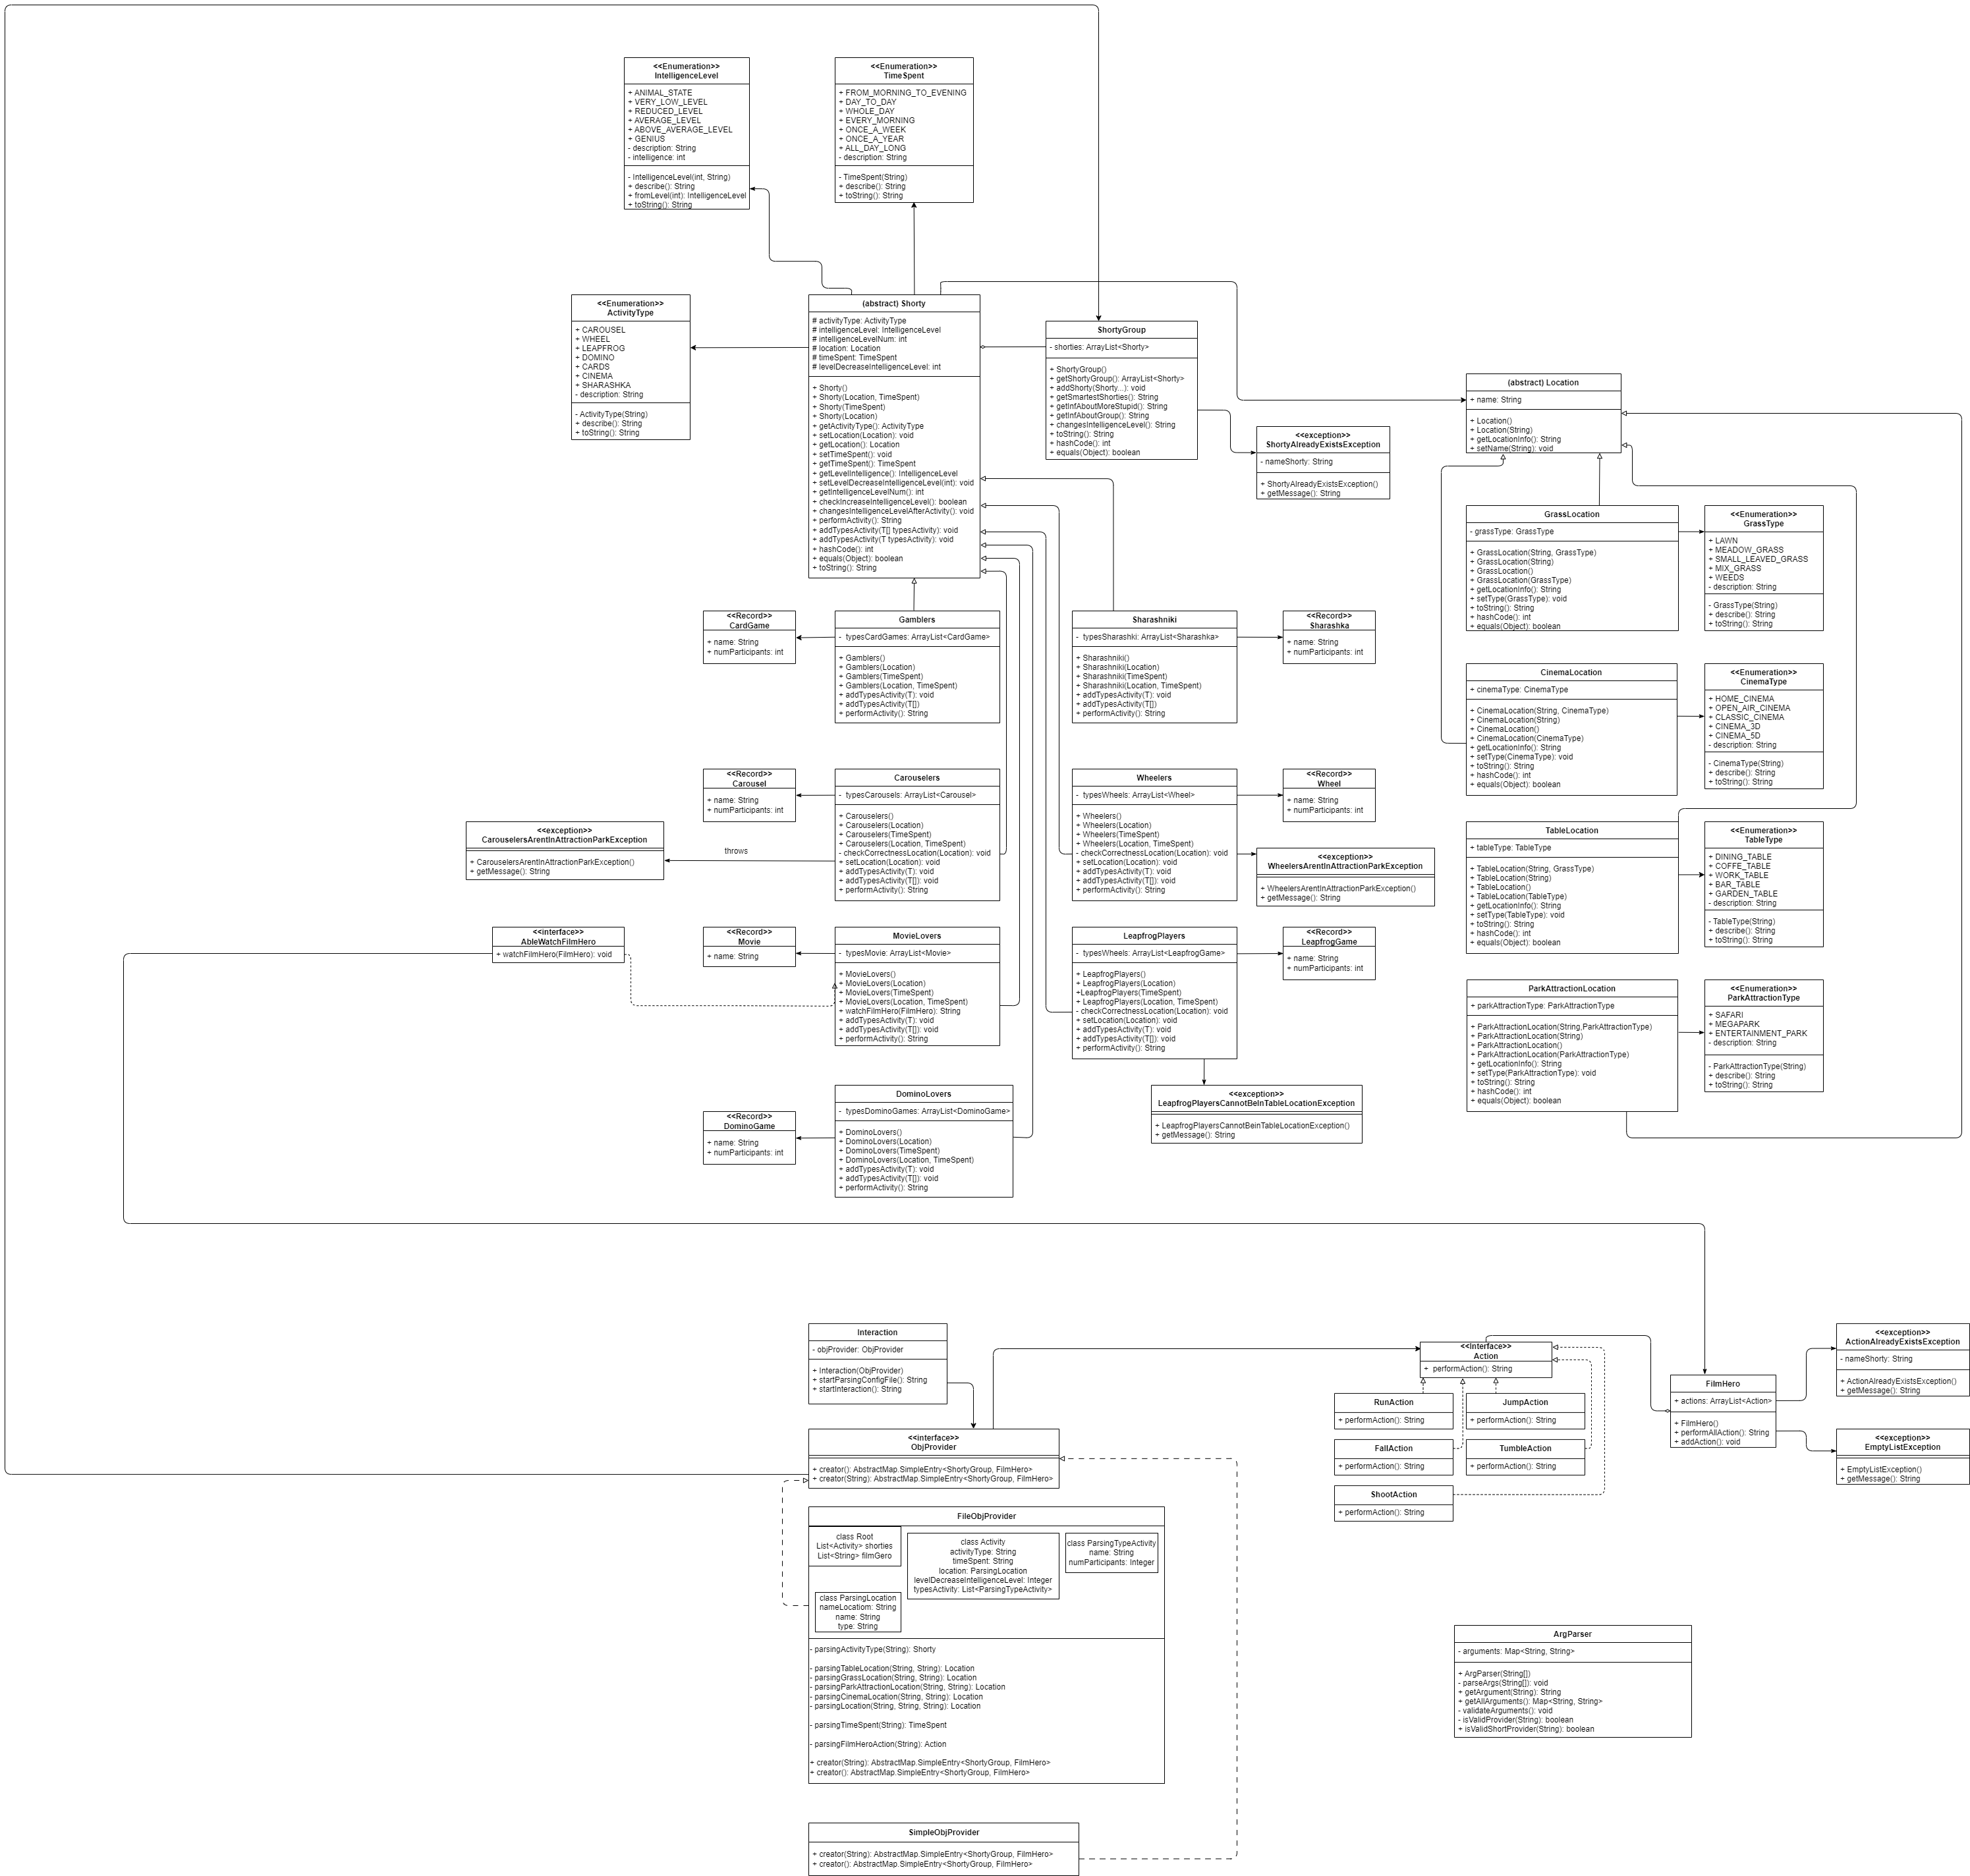 <<Enumeration>>
IntelligenceLevel
+ ANIMAL_STATE
+ VERY_LOW_LEVEL
+ REDUCED_LEVEL
+ AVERAGE_LEVEL
+ ABOVE_AVERAGE_LEVEL
+ GENIUS
- description: String
- intelligence: int
- IntelligenceLevel(int, String)
+ describe(): String
+ fromLevel(int): IntelligenceLevel
+ toString(): String
<<Enumeration>>
TimeSpent
+ FROM_MORNING_TO_EVENING
+ DAY_TO_DAY
+ WHOLE_DAY
+ EVERY_MORNING
+ ONCE_A_WEEK
+ ONCE_A_YEAR
+ ALL_DAY_LONG
- description: String
- TimeSpent(String)
+ describe(): String
+ toString(): String
<<Enumeration>>
ActivityType
+ CAROUSEL
+ WHEEL
+ LEAPFROG
+ DOMINO
+ CARDS
+ CINEMA
+ SHARASHKA
- description: String
- ActivityType(String)
+ describe(): String
+ toString(): String
(abstract) Shorty
# activityType: ActivityType
# intelligenceLevel: IntelligenceLevel
# intelligenceLevelNum: int
# location: Location
# timeSpent: TimeSpent
# levelDecreaseIntelligenceLevel: int
+ Shorty()
+ Shorty(Location, TimeSpent)
+ Shorty(TimeSpent)
+ Shorty(Location)
+ getActivityType(): ActivityType
+ setLocation(Location): void
+ getLocation(): Location
+ setTimeSpent(): void
+ getTimeSpent(): TimeSpent
+ getLevelIntelligence(): IntelligenceLevel
+ setLevelDecreaseIntelligenceLevel(int): void
+ getIntelligenceLevelNum(): int
+ checkIncreaseIntelligenceLevel(): boolean
+ changesIntelligenceLevelAfterActivity(): void
+ performActivity(): String
+ addTypesActivity(T[] typesActivity): void
+ addTypesActivity(T typesActivity): void
+ hashCode(): int
+ equals(Object): boolean
+ toString(): String
ShortyGroup
- shorties: ArrayList<Shorty>
+ ShortyGroup()
+ getShortyGroup(): ArrayList<Shorty>
+ addShorty(Shorty...): void
+ getSmartestShorties(): String
+ getInfAboutMoreStupid(): String
+ getInfAboutGroup(): String
+ changesIntelligenceLevel(): String
+ toString(): String
+ hashCode(): int
+ equals(Object): boolean
<<exception>>
ShortyAlreadyExistsException
- nameShorty: String
+ ShortyAlreadyExistsException()
+ getMessage(): String
(abstract) Location
+ name: String
+ Location()
+ Location(String)
+ getLocationInfo(): String
+ setName(String): void
GrassLocation
- grassType: GrassType
+ GrassLocation(String, GrassType)
+ GrassLocation(String)
+ GrassLocation()
+ GrassLocation(GrassType)
+ getLocationInfo(): String
+ setType(GrassType): void
+ toString(): String
+ hashCode(): int
+ equals(Object): boolean
<<Enumeration>>
GrassType
+ LAWN
+ MEADOW_GRASS
+ SMALL_LEAVED_GRASS
+ MIX_GRASS
+ WEEDS
- description: String
- GrassType(String)
+ describe(): String
+ toString(): String
<<Record>>
CardGame
+ name: String
+ numParticipants: int
Gamblers
- typesCardGames: ArrayList<CardGame>
+ Gamblers()
+ Gamblers(Location)
+ Gamblers(TimeSpent)
+ Gamblers(Location, TimeSpent)
+ addTypesActivity(T): void
+ addTypesActivity(T[])
+ performActivity(): String
Sharashniki
- typesSharashki: ArrayList<Sharashka>
+ Sharashniki()
+ Sharashniki(Location)
+ Sharashniki(TimeSpent)
+ Sharashniki(Location, TimeSpent)
+ addTypesActivity(T): void
+ addTypesActivity(T[])
+ performActivity(): String
<<Record>>
Sharashka
+ name: String
+ numParticipants: int
CinemaLocation
+ cinemaType: CinemaType
+ CinemaLocation(String, CinemaType)
+ CinemaLocation(String)
+ CinemaLocation()
+ CinemaLocation(CinemaType)
+ getLocationInfo(): String
+ setType(CinemaType): void
+ toString(): String
+ hashCode(): int
+ equals(Object): boolean
<<Enumeration>>
CinemaType
+ HOME_CINEMA
+ OPEN_AIR_CINEMA
+ CLASSIC_CINEMA
+ CINEMA_3D
+ CINEMA_5D
- description: String
- CinemaType(String)
+ describe(): String
+ toString(): String
<<Record>>
Carousel
+ name: String
+ numParticipants: int
Carouselers
- typesCarousels: ArrayList<Carousel>
+ Carouselers()
+ Carouselers(Location)
+ Carouselers(TimeSpent)
+ Carouselers(Location, TimeSpent)
- checkCorrectnessLocation(Location): void
+ setLocation(Location): void
+ addTypesActivity(T): void
+ addTypesActivity(T[]): void
+ performActivity(): String
<<exception>>
CarouselersArentInAttractionParkException
+ CarouselersArentInAttractionParkException()
+ getMessage(): String
throws
Wheelers
- typesWheels: ArrayList<Wheel>
+ Wheelers()
+ Wheelers(Location)
+ Wheelers(TimeSpent)
+ Wheelers(Location, TimeSpent)
- checkCorrectnessLocation(Location): void
+ setLocation(Location): void
+ addTypesActivity(T): void
+ addTypesActivity(T[]): void
+ performActivity(): String
<<Record>>
Wheel
+ name: String
+ numParticipants: int
<<exception>>
WheelersArentInAttractionParkException
+ WheelersArentInAttractionParkException()
+ getMessage(): String
TableLocation
+ tableType: TableType
+ TableLocation(String, GrassType)
+ TableLocation(String)
+ TableLocation()
+ TableLocation(TableType)
+ getLocationInfo(): String
+ setType(TableType): void
+ toString(): String
+ hashCode(): int
+ equals(Object): boolean
<<Enumeration>>
TableType
+ DINING_TABLE
+ COFFE_TABLE
+ WORK_TABLE
+ BAR_TABLE
+ GARDEN_TABLE
- description: String
- TableType(String)
+ describe(): String
+ toString(): String
<<interface>>
AbleWatchFilmHero
+ watchFilmHero(FilmHero): void
<<Record>>
Movie
+ name: String
MovieLovers
- typesMovie: ArrayList<Movie>
+ MovieLovers()
+ MovieLovers(Location)
+ MovieLovers(TimeSpent)
+ MovieLovers(Location, TimeSpent)
+ watchFilmHero(FilmHero): String
+ addTypesActivity(T): void
+ addTypesActivity(T[]): void
+ performActivity(): String
LeapfrogPlayers
- typesWheels: ArrayList<LeapfrogGame>
+ LeapfrogPlayers()
+ LeapfrogPlayers(Location)
+LeapfrogPlayers(TimeSpent)
+ LeapfrogPlayers(Location, TimeSpent)
- checkCorrectnessLocation(Location): void
+ setLocation(Location): void
+ addTypesActivity(T): void
+ addTypesActivity(T[]): void
+ performActivity(): String
<<Record>>
LeapfrogGame
+ name: String
+ numParticipants: int
<<exception>>
LeapfrogPlayersCannotBeInTableLocationException
+ LeapfrogPlayersCannotBeinTableLocationException()
+ getMessage(): String
ParkAttractionLocation
+ parkAttractionType: ParkAttractionType
+ ParkAttractionLocation(String,ParkAttractionType)
+ ParkAttractionLocation(String)
+ ParkAttractionLocation()
+ ParkAttractionLocation(ParkAttractionType)
+ getLocationInfo(): String
+ setType(ParkAttractionType): void
+ toString(): String
+ hashCode(): int
+ equals(Object): boolean
<<Enumeration>>
ParkAttractionType
+ SAFARI
+ MEGAPARK
+ ENTERTAINMENT_PARK
- description: String
- ParkAttractionType(String)
+ describe(): String
+ toString(): String
<<Record>>
DominoGame
+ name: String
+ numParticipants: int
DominoLovers
- typesDominoGames: ArrayList<DominoGame>
+ DominoLovers()
+ DominoLovers(Location)
+ DominoLovers(TimeSpent)
+ DominoLovers(Location, TimeSpent)
+ addTypesActivity(T): void
+ addTypesActivity(T[]): void
+ performActivity(): String
Interaction
- objProvider: ObjProvider
+ Interaction(ObjProvider)
+ startParsingConfigFile(): String
+ startInteraction(): String
<<interface>>
ObjProvider
+ creator(): AbstractMap.SimpleEntry<ShortyGroup, FilmHero>
+ creator(String): AbstractMap.SimpleEntry<ShortyGroup, FilmHero>
<<interface>>
Action
+ performAction(): String
RunAction
+ performAction(): String
JumpAction
+ performAction(): String
FallAction
+ performAction(): String
TumbleAction
+ performAction(): String
ShootAction
+ performAction(): String
FilmHero
+ actions: ArrayList<Action>
+ FilmHero()
+ performAllAction(): String
+ addAction(): void
<<exception>>
ActionAlreadyExistsException
- nameShorty: String
+ ActionAlreadyExistsException()
+ getMessage(): String
<<exception>>
EmptyListException
+ EmptyListException()
+ getMessage(): String
FileObjProvider
class Root
List<Activity> shorties
List<String> filmGero
class Activity
activityType: String
timeSpent: String
location: ParsingLocation
levelDecreaseIntelligenceLevel: Integer
typesActivity: List<ParsingTypeActivity>
class ParsingTypeActivity
name: String
numParticipants: Integer
class ParsingLocation
nameLocatiom: String
name: String
type: String
- parsingActivityType(String): Shorty
- parsingTableLocation(String, String): Location
- parsingGrassLocation(String, String): Location
- parsingParkAttractionLocation(String, String): Location
- parsingCinemaLocation(String, String): Location
- parsingLocation(String, String, String): Location
- parsingTimeSpent(String): TimeSpent
- parsingFilmHeroAction(String): Action
+ creator(String): AbstractMap.SimpleEntry<ShortyGroup, FilmHero>
+ creator(): AbstractMap.SimpleEntry<ShortyGroup, FilmHero>
ArgParser
- arguments: Map<String, String>
+ ArgParser(String[])
- parseArgs(String[]): void
+ getArgument(String): String
+ getAllArguments(): Map<String, String>
- validateArguments(): void
- isValidProvider(String): boolean
+ isValidShortProvider(String): boolean
SimpleObjProvider
+ creator(String): AbstractMap.SimpleEntry<ShortyGroup, FilmHero>
+ creator(): AbstractMap.SimpleEntry<ShortyGroup, FilmHero>